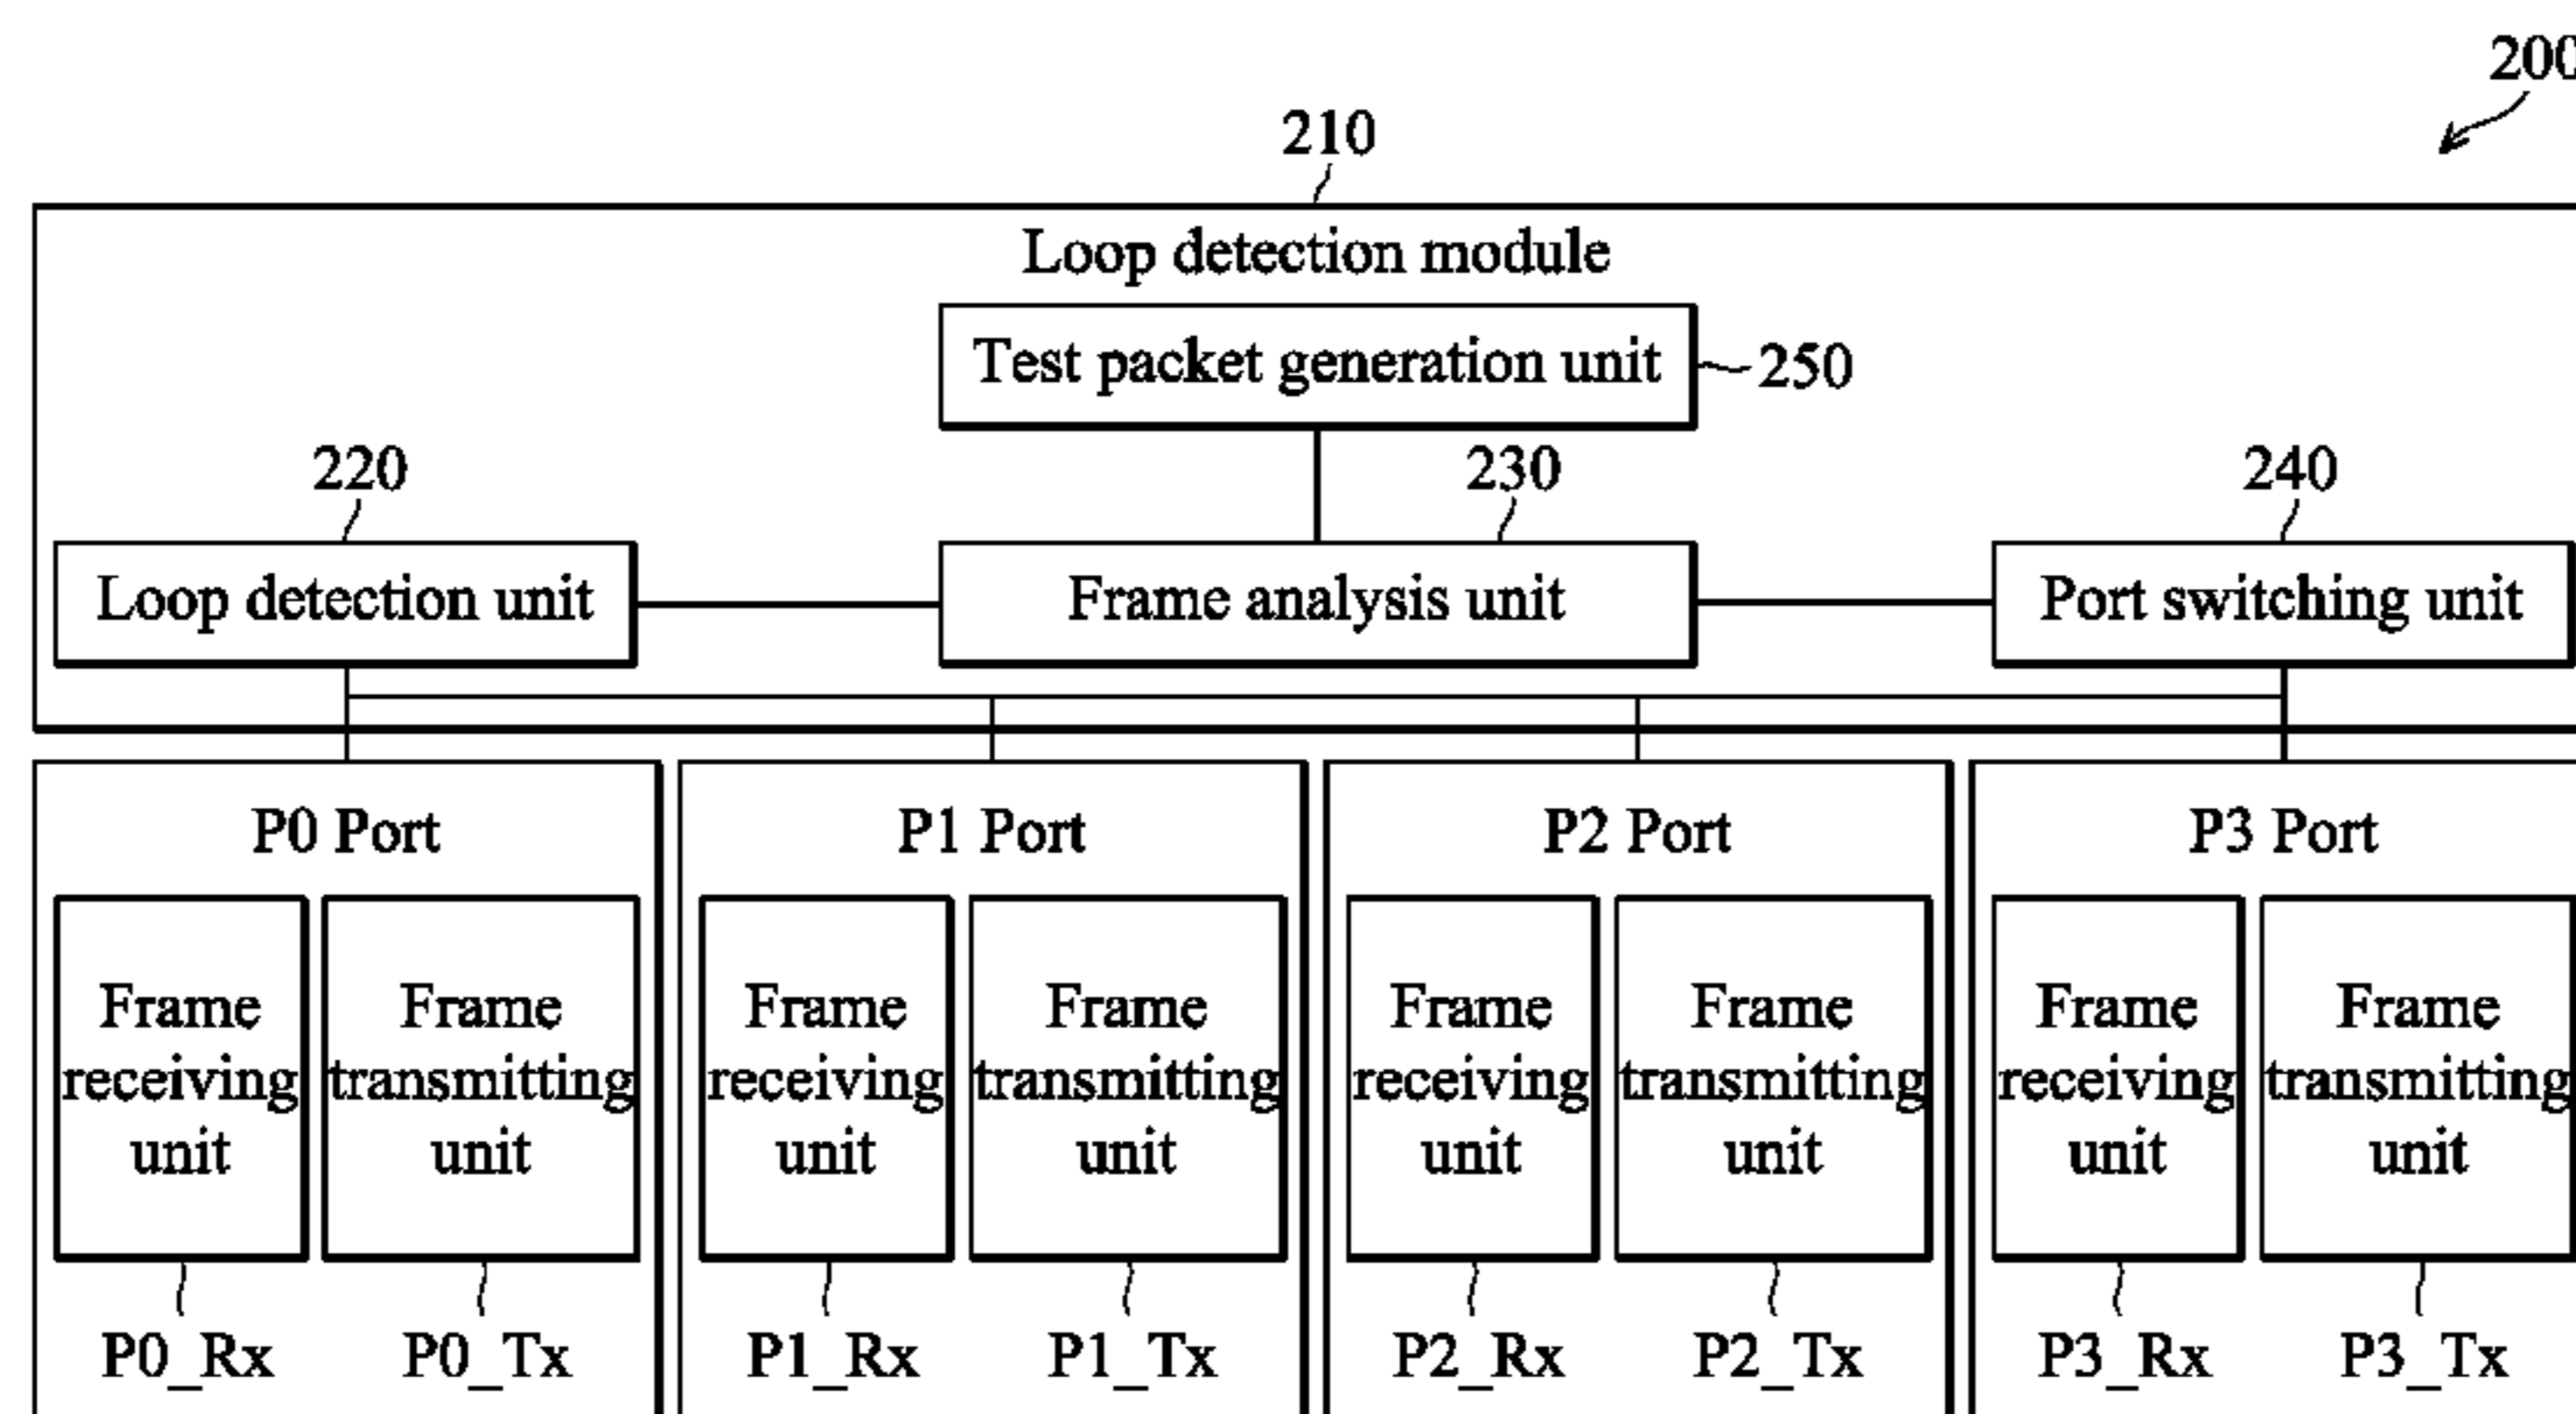 200
210
Loop detection module
Test packet generation unit
250
220
230
240
Loop detection unit
Frame analysis unit
Port switching unit
P0 Port
P1 Port
P2 Port
P3 Port
Frame
receiving
unit
Frame
transmitting
unit
Frame
receiving
unit
Frame
transmitting
unit
Frame
receiving
unit
Frame
transmitting
unit
Frame
receiving
unit
Frame
transmitting
unit
P0_Rx
P0_Tx
P1_Rx
P1_Tx
P2_Rx
P2_Tx
P3_Rx
P3_Tx